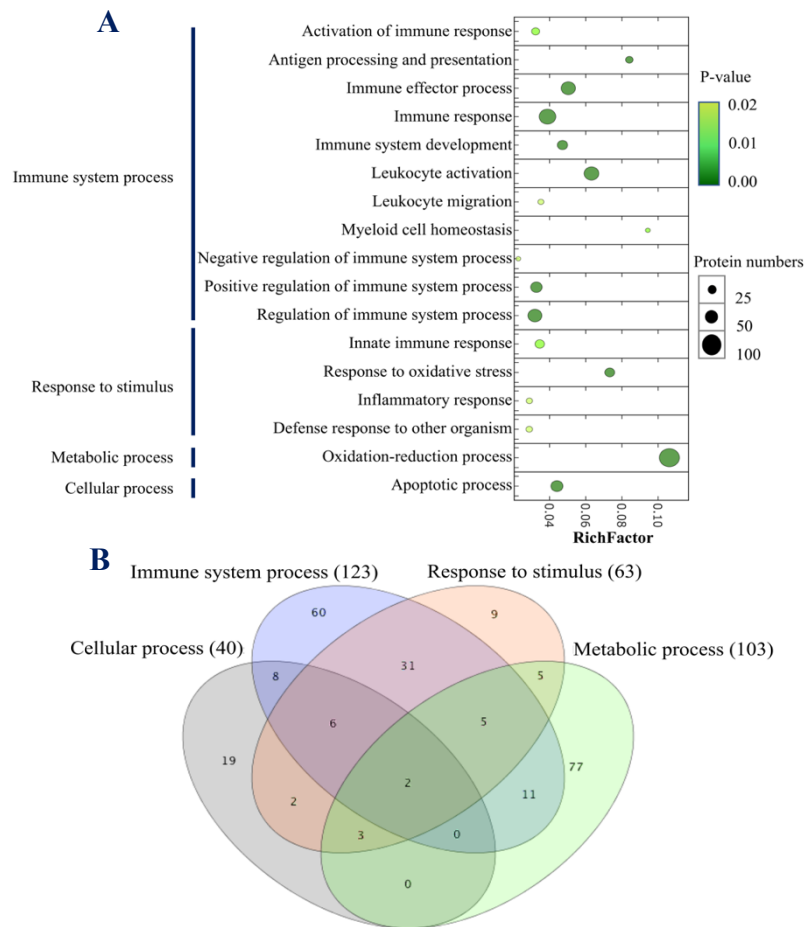 A
Activation of immune response
Antigen processing and presentation
Immune effector process
Immune response
Immune system development
Immune system process
Leukocyte activation
Leukocyte migration
Myeloid cell homeostasis
Negative regulation of immune system process
Positive regulation of immune system process
Regulation of immune system process
Innate immune response
Response to stimulus
Response to oxidative stress
Inflammatory response
Defense response to other organism
Metabolic process
Oxidation-reduction process
Cellular process
Apoptotic process
0.04 0.06 0.08 0.10
RichFactor
P-value
0.02
0.01
0.00
Protein numbers
25
50
100
B
Immune system process (123) Response to stimulus (63)
Cellular process (40) Metabolic process (103)
60 9
31
8 5
6 5
19 77
2
2 11
3 0
0